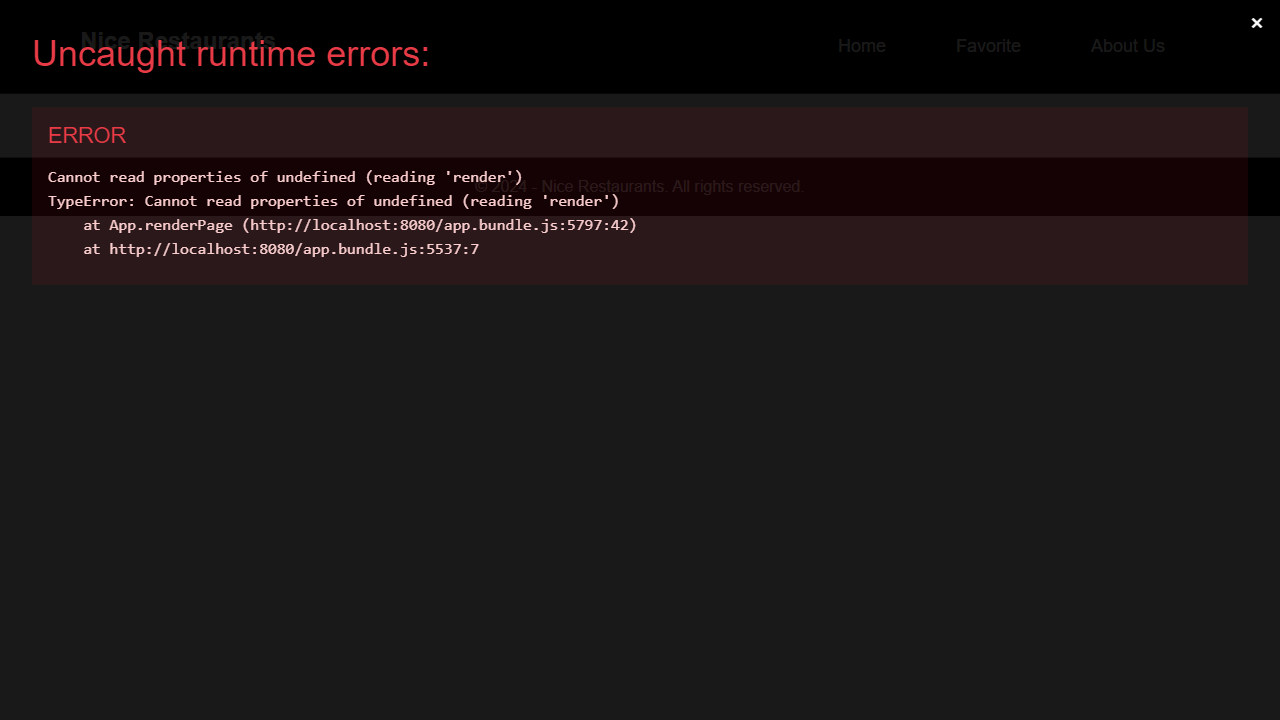 ×
Nice Restaurants
Home Favorite About Us
Uncaught runtime errors:
ERROR
Cannot read properties of undefined (reading 'render')
© 2024 - Nice Restaurants. All rights reserved.
TypeError: Cannot read properties of undefined (reading 'render')
at App.renderPage (http://localhost:8080/app.bundle.js:5797:42)
at http://localhost:8080/app.bundle.js:5537:7